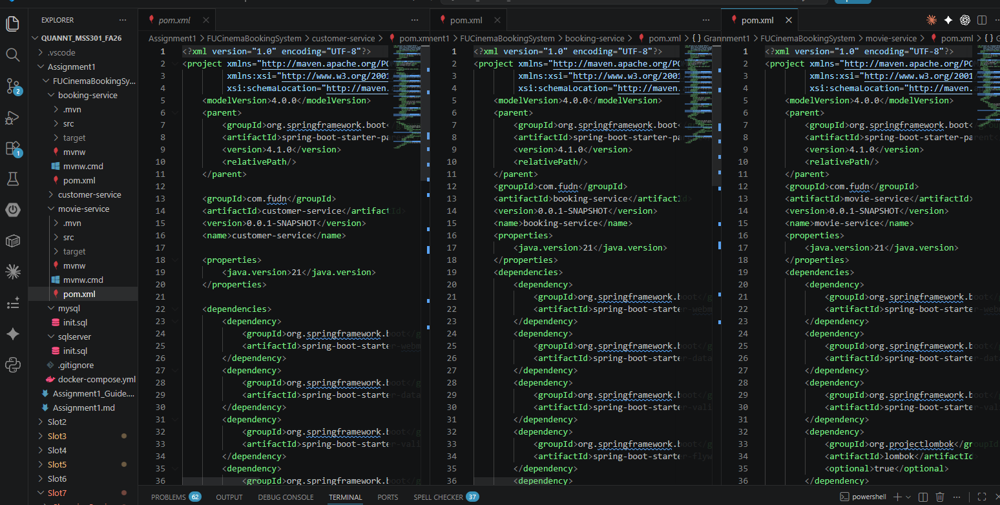 EXPLORER
QUANNT_MSS301_FA26
.vscode
Assignment1
FUCinemaBookingSy...
booking-service
.mvn
src
target
mvnw
mvnw.cmd
pom.xml
customer-service
movie-service
.mvn
src
target
mvnw
mvnw.cmd
pom.xml
mysql
init.sql
sqlserver
init.sql
.gitignore
docker-compose.yml
Assignment1_Guide....
Assignment1.md
Slot2
Slot3
Slot4
Slot5
Slot6
Slot7
2
1
pom.xml
Assignment1 > FUCinemaBookingSystem > customer-service > pom.xm
1 <?xml version="1.0" encoding="UTF-8"?>
2 <project xmlns="http://maven.apache.org/PO
3 xmlns:xsi="http://www.w3.org/2001
4 xsi:schemaLocation="http://maven.
5 <modelVersion>4.0.0</modelVersion>
6 <parent>
7 <groupId>org.springframework.boot<
8 <artifactId>spring-boot-starter-pa
9 <version>4.1.0</version>
10 <relativePath/>
11 </parent>
12
13 <groupId>com.fudn</groupId>
14 <artifactId>customer-service</artifactId>
15 <version>0.0.1-SNAPSHOT</version>
16 <name>customer-service</name>
17
18 <properties>
19 <java.version>21</java.version>
20 </properties>
21
22 <dependencies>
23 <dependency>
24 <groupId>org.springframework.boot</g
25 <artifactId>spring-boot-starter-webm
26 </dependency>
27 <dependency>
28 <groupId>org.springframework.boot</g
29 <artifactId>spring-boot-starter-data
30 </dependency>
31 <dependency>
32 <groupId>org.springframework.boot</g
33 <artifactId>spring-boot-starter-vali
34 </dependency>
35 <dependency>
36 <groupId>org.springframework.
pom.xml
nment1 > FUCinemaBookingSystem > booking-service > pom.xml > {} Gra
1 <?xml version="1.0" encoding="UTF-8"?>
2 <project xmlns="http://maven.apache.org/PO
3 xmlns:xsi="http://www.w3.org/2001
4 xsi:schemaLocation="http://maven.
5 <modelVersion>4.0.0</modelVersion>
6 <parent>
7 <groupId>org.springframework.boot<
8 <artifactId>spring-boot-starter-pa
9 <version>4.1.0</version>
10 <relativePath/>
11 </parent>
12 <groupId>com.fudn</groupId>
13 <artifactId>booking-service</artifactId>
14 <version>0.0.1-SNAPSHOT</version>
15 <name>booking-service</name>
16 <properties>
17 <java.version>21</java.version>
18 </properties>
19 <dependencies>
20 <dependency>
21 <groupId>org.springframework.boot</g
22 <artifactId>spring-boot-starter-webm
23 </dependency>
24 <dependency>
25 <groupId>org.springframework.boot</g
26 <artifactId>spring-boot-starter-data
27 </dependency>
28 <dependency>
29 <groupId>org.springframework.boot</g
30 <artifactId>spring-boot-starter-vali
31 </dependency>
32 <dependency>
33 <groupId>org.springframework.boot</g
34 <artifactId>spring-boot-starter-flyw
35 </dependency>
36 <dependency>
pom.xml
nment1 > FUCinemaBookingSystem > movie-service > pom.xml > {} G
1 <?xml version="1.0" encoding="UTF-8"?>
2 <project xmlns="http://maven.apache.org/PO
3 xmlns:xsi="http://www.w3.org/2001
4 xsi:schemaLocation="http://maven.
5 <modelVersion>4.0.0</modelVersion>
6 <parent>
7 <groupId>org.springframework.boot<
8 <artifactId>spring-boot-starter-parent<
9 <version>4.1.0</version>
10 <relativePath/>
11 </parent>
12 <groupId>com.fudn</groupId>
13 <artifactId>movie-service</artifactId>
14 <version>0.0.1-SNAPSHOT</version>
15 <name>movie-service</name>
16 <properties>
17 <java.version>21</java.version>
18 </properties>
19 <dependencies>
20 <dependency>
21 <groupId>org.springframework.boot</g
22 <artifactId>spring-boot-starter-webm
23 </dependency>
24 <dependency>
25 <groupId>org.springframework.boot</g
26 <artifactId>spring-boot-starter-data
27 </dependency>
28 <dependency>
29 <groupId>org.springframework.boot</g
30 <artifactId>spring-boot-starter-vali
31 </dependency>
32 <dependency>
33 <groupId>org.projectlombok</groupId>
34 <artifactId>lombok</artifactId>
35 <optional>true</optional>
36 </dependency>
PROBLEMS 62 OUTPUT DEBUG CONSOLE TERMINAL PORTS SPELL CHECKER 37 powershell